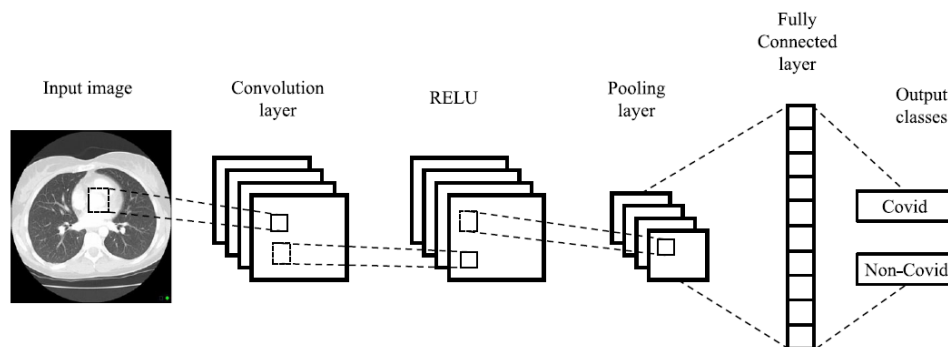 Input image
Convolution
layer
RELU
Pooling
layer
Fully
Connected
layer
Output
classes
Covid
Non-Covid